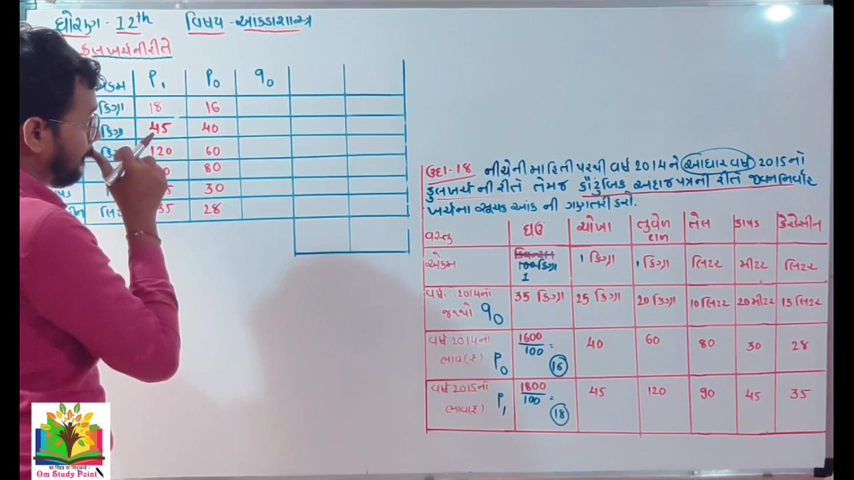 ધોરણ - 12th વિષય - આંકડાશાસ્ત્ર
કુલ ખર્ચની રીતે
એકમ P₁ P₀ q₀
કિગ્રા 18 16
કિગ્રા 45 40
120 60
80
30
લિ 35 28
ઉદા-18 નીચેની માહિતી પરથી વર્ષ 2014ને આધાર વર્ષ 2015નો
કુલખર્ચ ની રીતે તેમજ કૌટુંબિક અંદાજપત્રની રીતે જીવનનિર્વાહ
ખર્ચના સૂચક આંક ની ગણતરી કરો.
વસ્તુ ઘઉં ચોખા તુવેર દાળ તેલ કાપડ કેરોસીન
એકમ 1 કિગ્રા 1 કિગ્રા 1 કિગ્રા લિટર મીટર લિટર
વર્ષ 2014નો જથ્થો q₀ 35 કિગ્રા 25 કિગ્રા 20 કિગ્રા 10 લિટર 20 મીટર 15 લિટર
વર્ષ 2014ના ભાવ(₹) P₀ 1600/100 = 16 40 60 80 30 28
વર્ષ 2015ના ભાવ(₹) P₁ 1800/100 = 18 45 120 90 45 35
Om Study Point